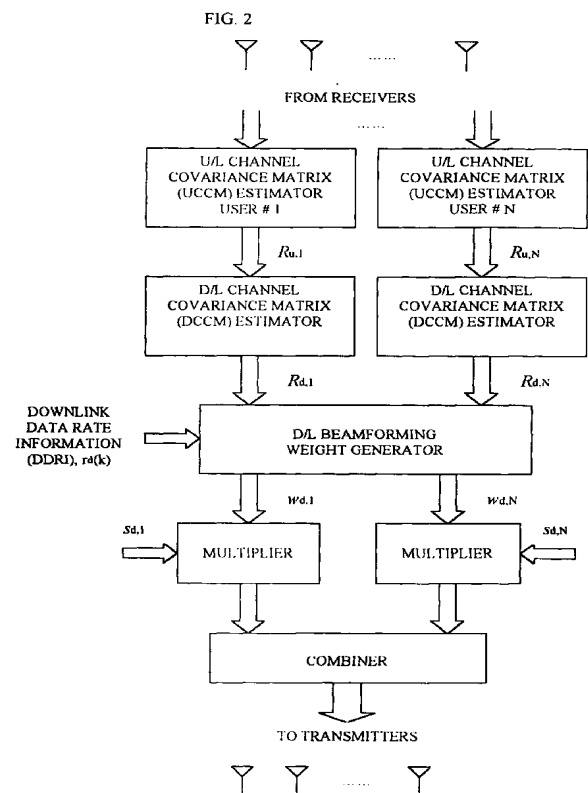 FIG. 2
......
FROM RECEIVERS
......
U/L CHANNEL
COVARIANCE MATRIX
(UCCM) ESTIMATOR
USER # 1
U/L CHANNEL
COVARIANCE MATRIX
(UCCM) ESTIMATOR
USER # N
Ru,1
Ru,N
D/L CHANNEL
COVARIANCE MATRIX
(DCCM) ESTIMATOR
D/L CHANNEL
COVARIANCE MATRIX
(DCCM) ESTIMATOR
Rd,1
Rd,N
DOWNLINK
DATA RATE
INFORMATION
(DDRI), rd(k)
D/L BEAMFORMING
WEIGHT GENERATOR
wd,1
wd,N
sd,1
MULTIPLIER
MULTIPLIER
sd,N
COMBINER
TO TRANSMITTERS
......